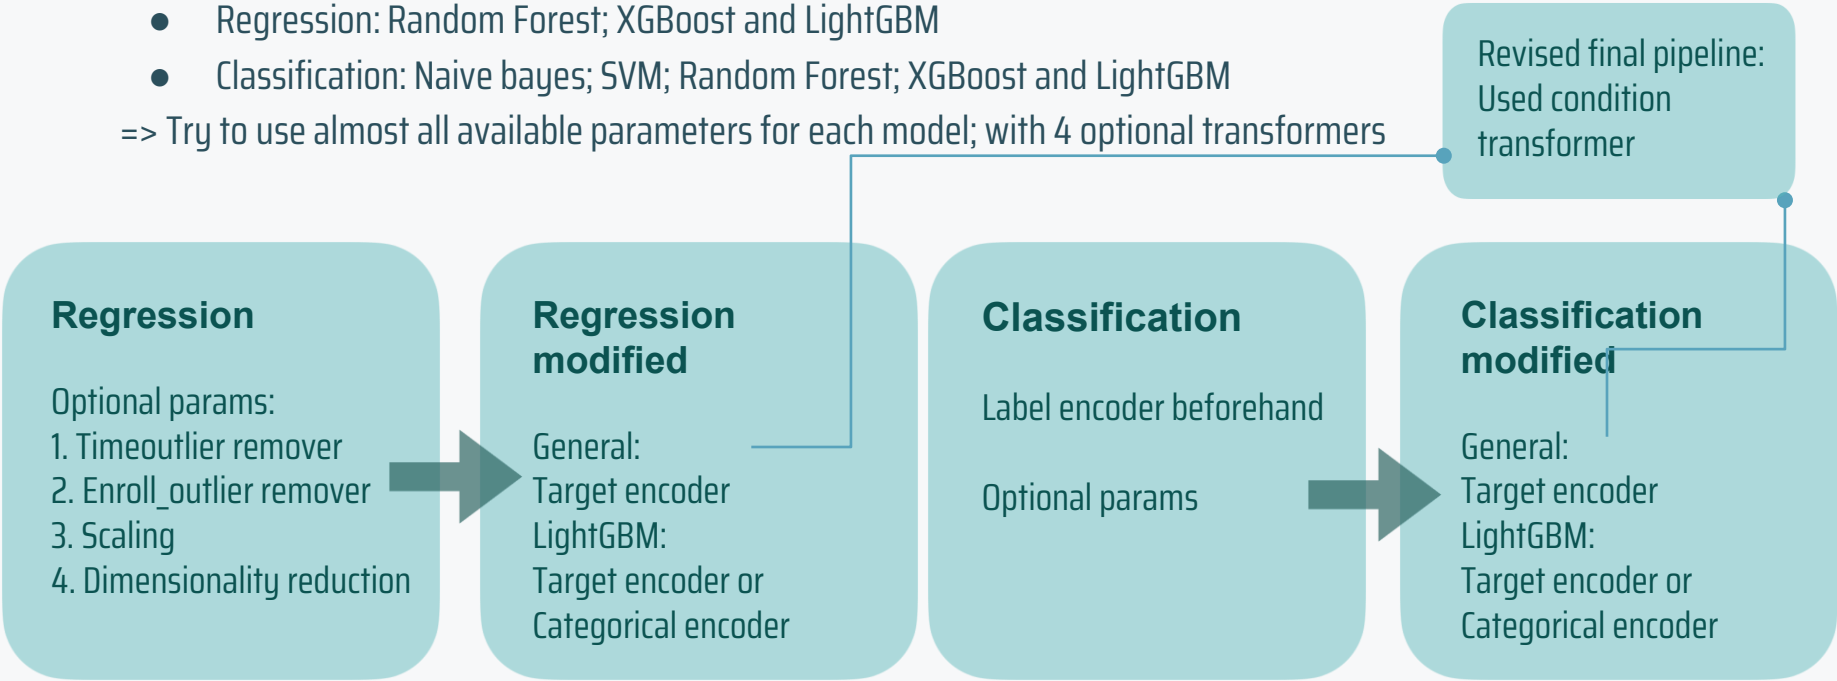 ● Regression: Random Forest; XGBoost and LightGBM
● Classification: Naive bayes; SVM; Random Forest; XGBoost and LightGBM
=> Try to use almost all available parameters for each model; with 4 optional transformers
Revised final pipeline:
Used condition
transformer
Regression
Optional params:
1. Timeoutlier remover
2. Enroll_outlier remover
3. Scaling
4. Dimensionality reduction
Regression
modified
General:
Target encoder
LightGBM:
Target encoder or
Categorical encoder
Classification
Label encoder beforehand
Optional params
Classification
modified
General:
Target encoder
LightGBM:
Target encoder or
Categorical encoder